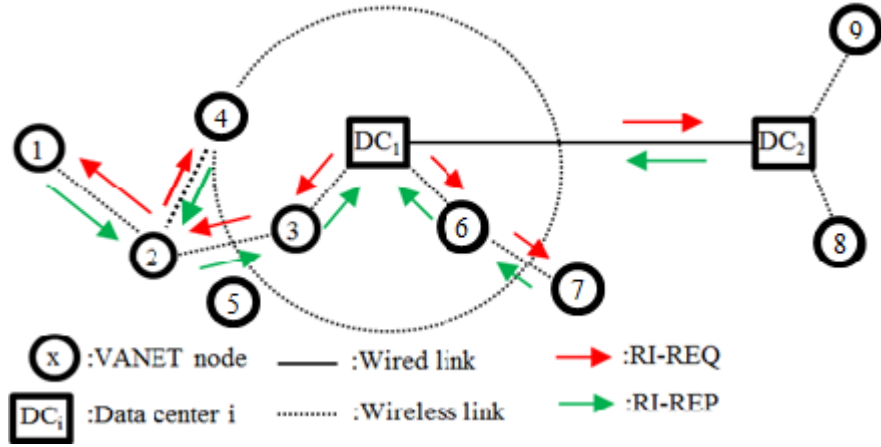 9
4
1
DC1
DC2
3
6
2
8
5
7
x :VANET node :Wired link :RI-REQ
DCi :Data center i :Wireless link :RI-REP